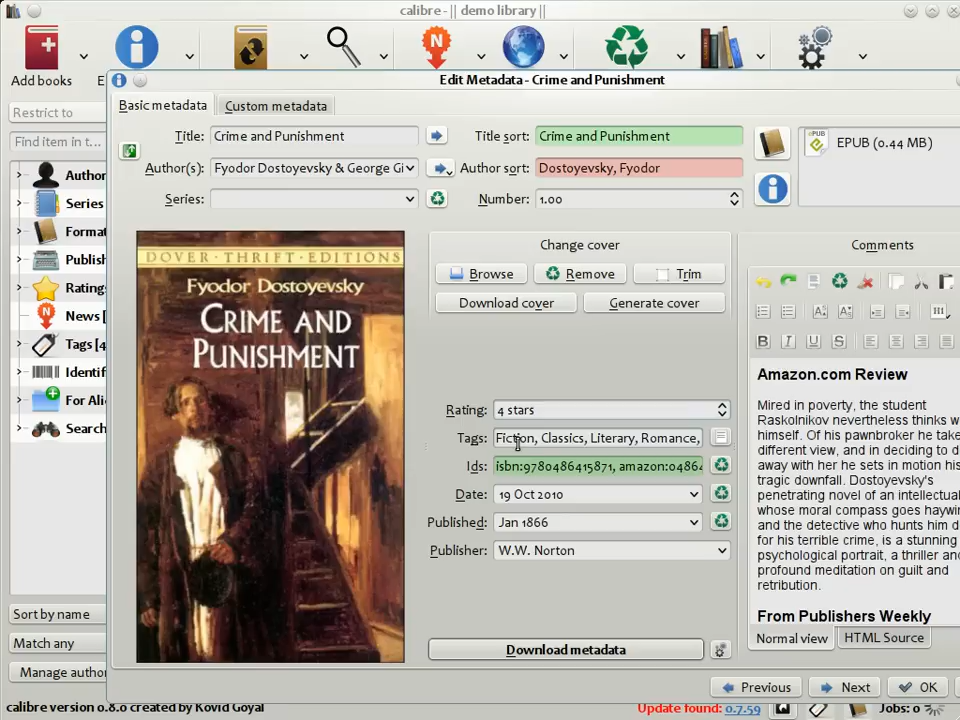 calibre - || demo library ||
Add books
Edit Metadata - Crime and Punishment
Restrict to
Basic metadata
Custom metadata
Find item in t...
Title:
Crime and Punishment
Title sort:
Crime and Punishment
EPUB (0.44 MB)
Author(s):
Fyodor Dostoyevsky & George Gi
Author sort:
Dostoyevsky, Fyodor
Series:
Number:
1.00
Author
Series
Format
Publish
Rating
News [
Tags [4
Identif
For Ali
Search
DOVER · THRIFT · EDITIONS
Fyodor Dostoyevsky
CRIME AND
PUNISHMENT
Change cover
Browse
Remove
Trim
Download cover
Generate cover
Comments
Rating:
4 stars
Tags:
Fiction, Classics, Literary, Romance,
Ids:
isbn:9780486415871, amazon:04864
Date:
19 Oct 2010
Published:
Jan 1866
Publisher:
W.W. Norton
Amazon.com Review
Mired in poverty, the student
Raskolnikov nevertheless thinks w
himself. Of his pawnbroker he take
different view, and in deciding to d
away with her he sets in motion his
tragic downfall. Dostoyevsky's
penetrating novel of an intellectual
whose moral compass goes haywir
and the detective who hunts him d
for his terrible crime, is a stunning
psychological portrait, a thriller an
profound meditation on guilt and
retribution.
From Publishers Weekly
Normal view
HTML Source
Sort by name
Match any
Manage author
Download metadata
Previous
Next
OK
calibre version 0.8.0 created by Kovid Goyal
Update found: 0.7.59
Jobs: 0